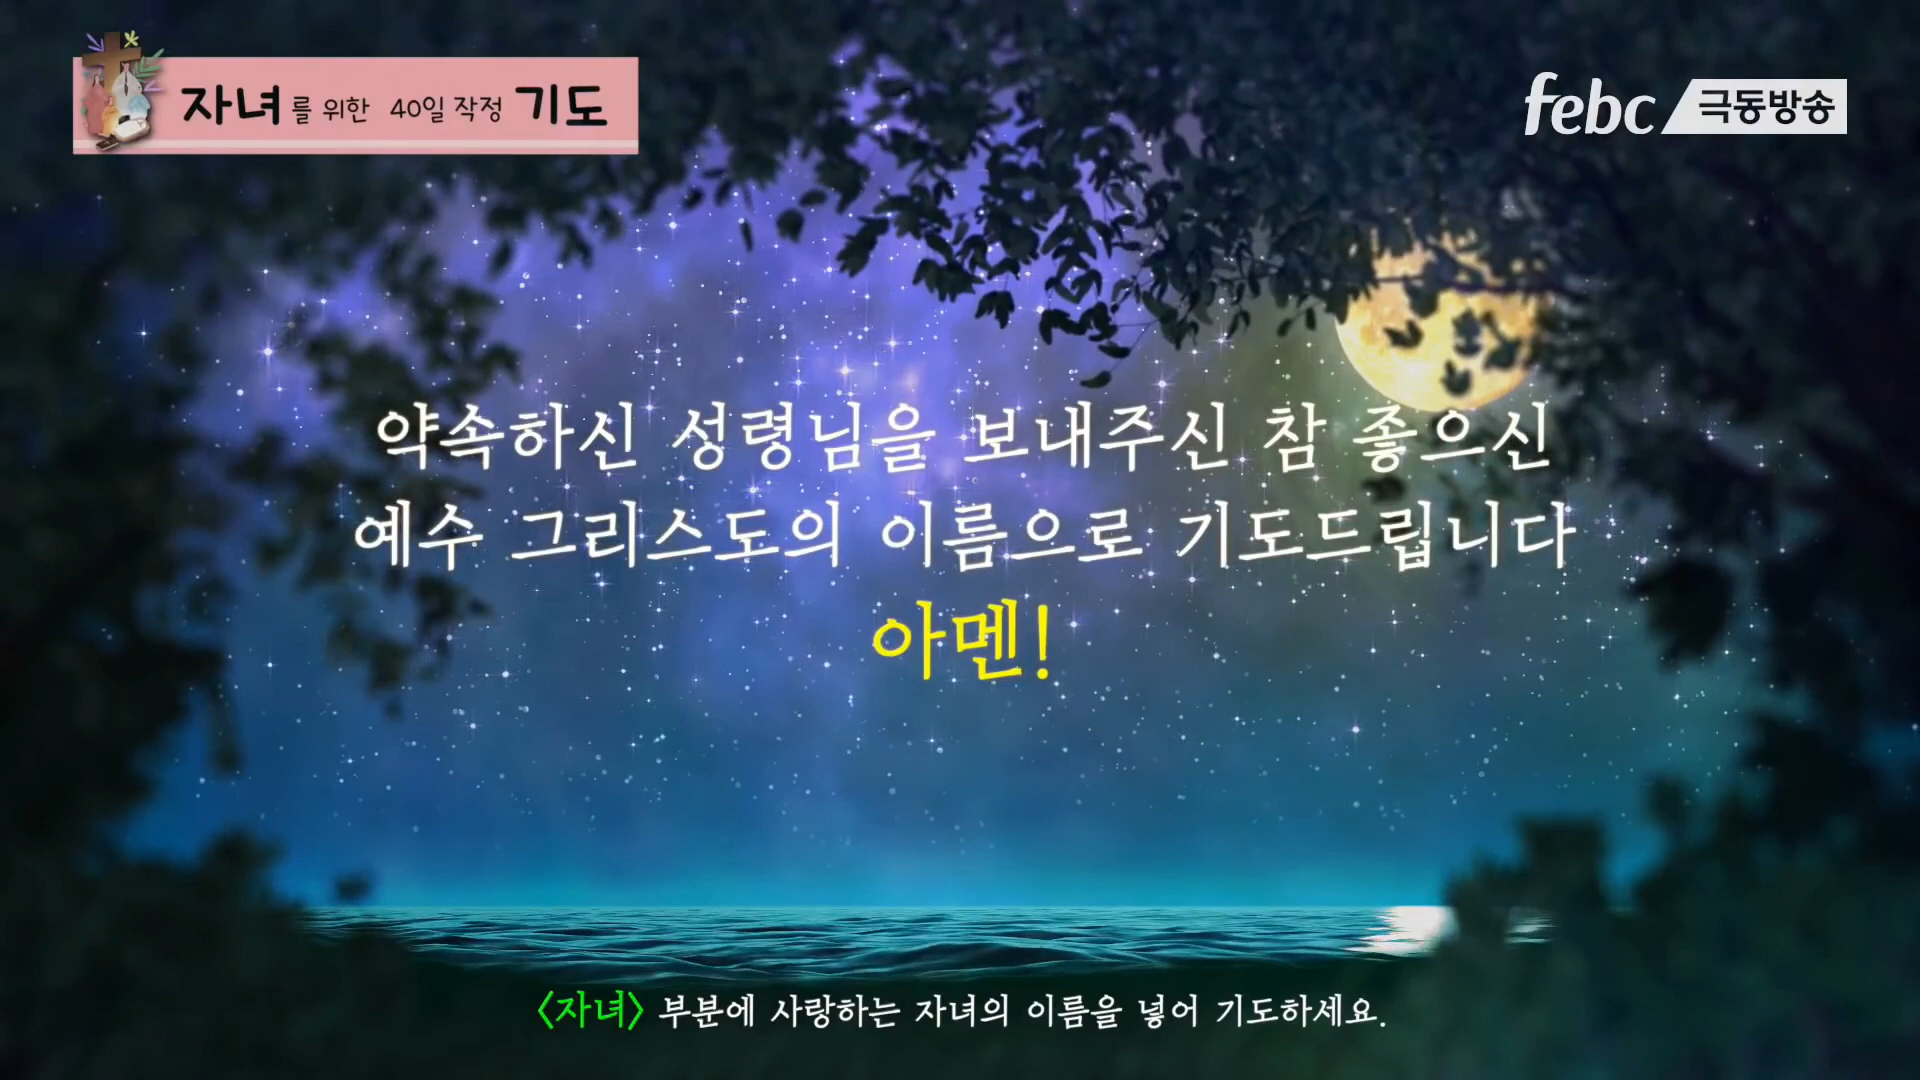 자녀를 위한 40일 작정 기도
febc 극동방송
약속하신 성령님을 보내주신 참 좋으신
예수 그리스도의 이름으로 기도드립니다
아멘!
<자녀> 부분에 사랑하는 자녀의 이름을 넣어 기도하세요.